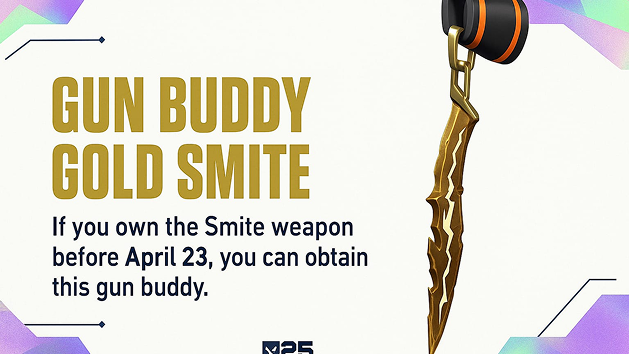 GUN BUDDY
GOLD SMITE
If you own the Smite weapon
before April 23, you can obtain
this gun buddy.
25